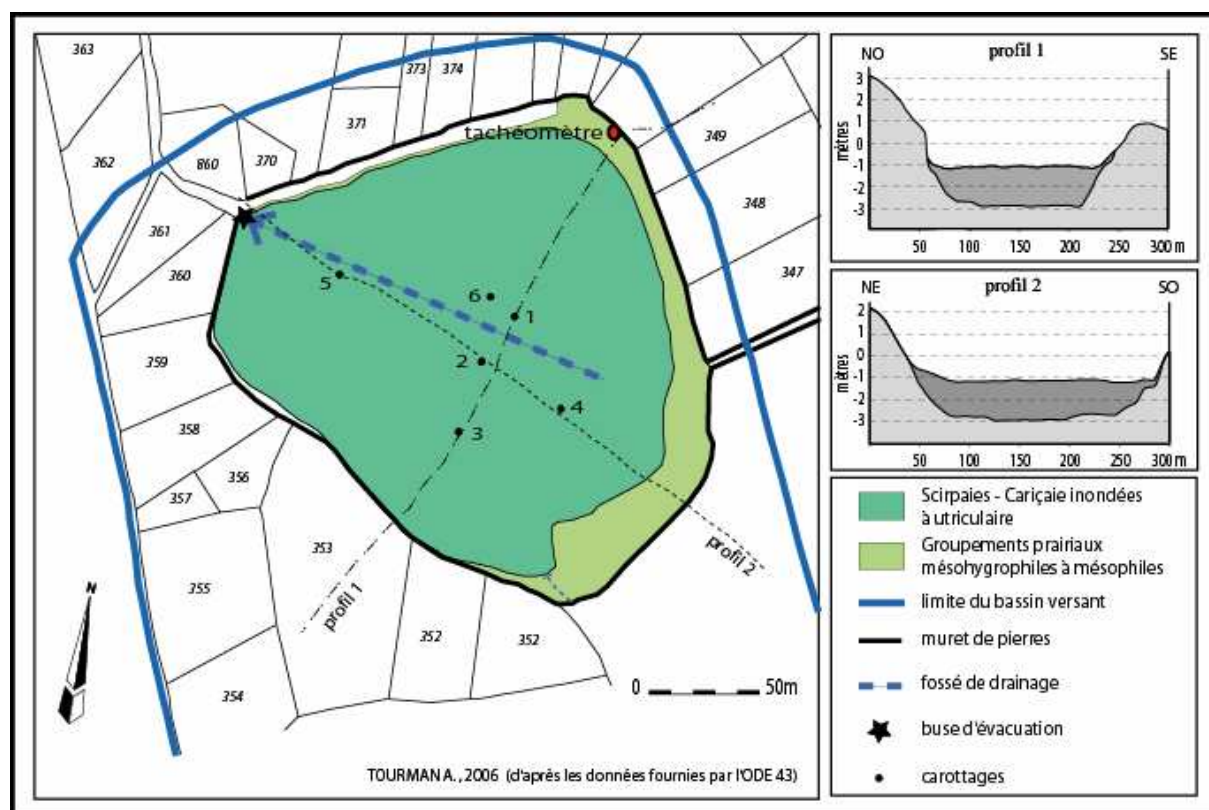 363
373
374
371
tachéomètre
349
362
860
370
348
361
347
360
5
6
1
359
2
4
3
358
356
357
353
profil 2
355
profil 1
N
352
352
354
0
50m
TOURMAN A., 2006 (d'après les données fournies par l'ODE 43)
profil 1
NO
SE
mètres
3
2
1
0
-1
-2
-3
50
100
150
200
250
300 m
profil 2
NE
SO
mètres
2
1
0
-1
-2
-3
50
100
150
200
250
300 m
Scirpaies - Cariçaie inondées
à utriculaire
Groupements prairiaux
mésohygrophiles à mésophiles
limite du bassin versant
muret de pierres
fossé de drainage
buse d'évacuation
carottages